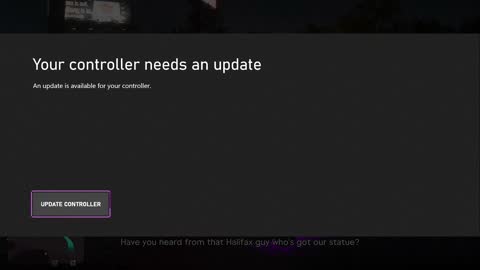 Your controller needs an update
An update is available for your controller.
UPDATE CONTROLLER
Have you heard from that Halifax guy who's got our statue?